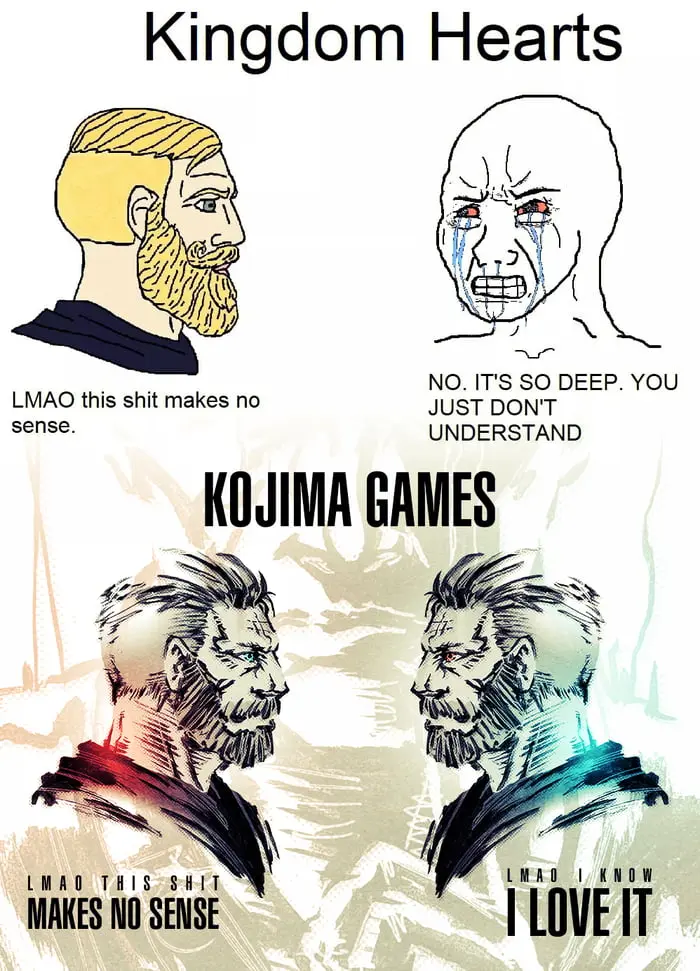 Kingdom Hearts
LMAO this shit makes no
sense.
NO. IT'S SO DEEP. YOU
JUST DON'T
UNDERSTAND
KOJIMA GAMES
LMAO THIS SHIT
MAKES NO SENSE
LMAO I KNOW
I LOVE IT